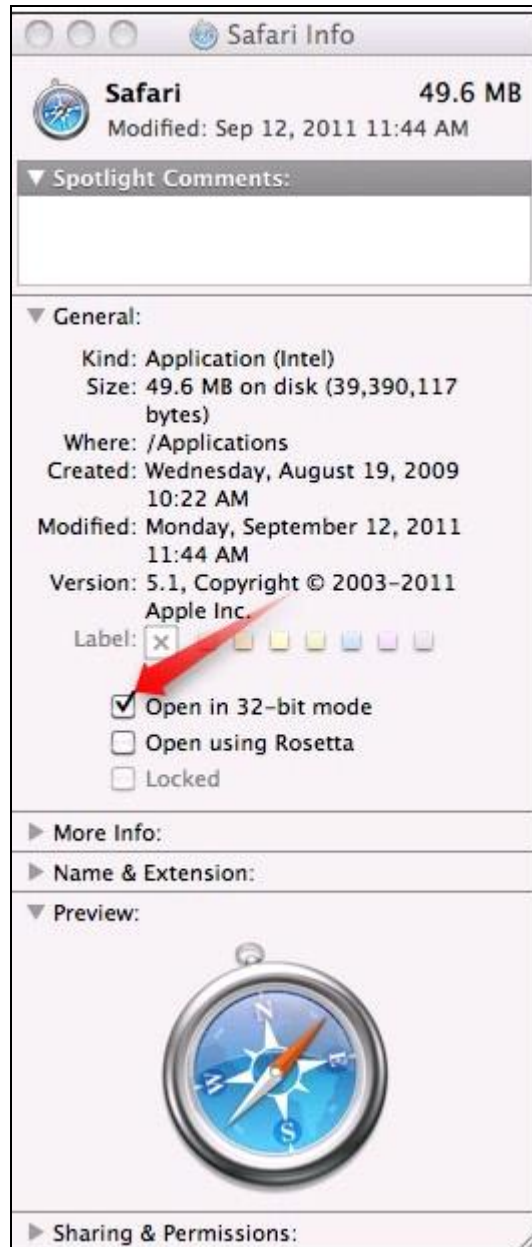 Safari Info
Safari 49.6 MB
Modified: Sep 12, 2011 11:44 AM
Spotlight Comments:
General:
Kind: Application (Intel)
Size: 49.6 MB on disk (39,390,117
bytes)
Where: /Applications
Created: Wednesday, August 19, 2009
10:22 AM
Modified: Monday, September 12, 2011
11:44 AM
Version: 5.1, Copyright © 2003–2011
Apple Inc.
Label:
Open in 32-bit mode
Open using Rosetta
Locked
More Info:
Name & Extension:
Preview:
N
E
W
S
Sharing & Permissions: